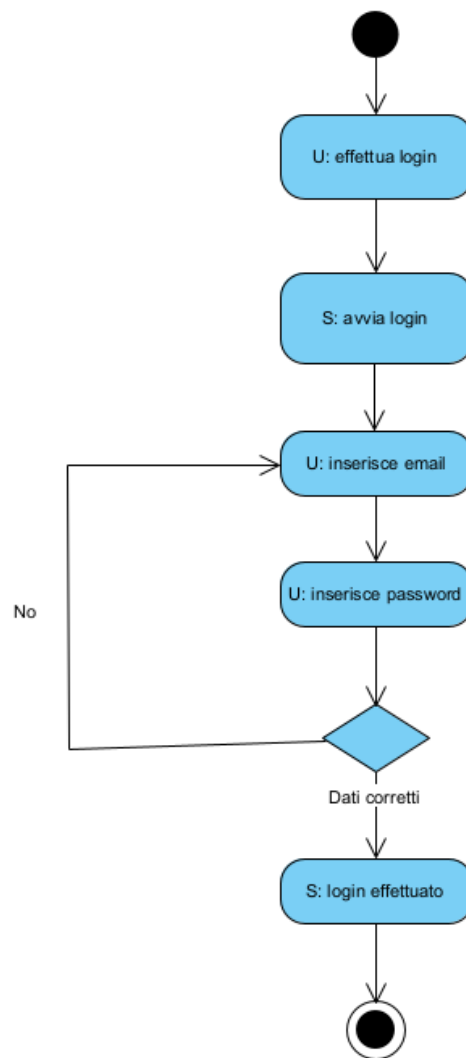 U: effettua login
S: avvia login
U: inserisce email
U: inserisce password
No
Dati corretti
S: login effettuato